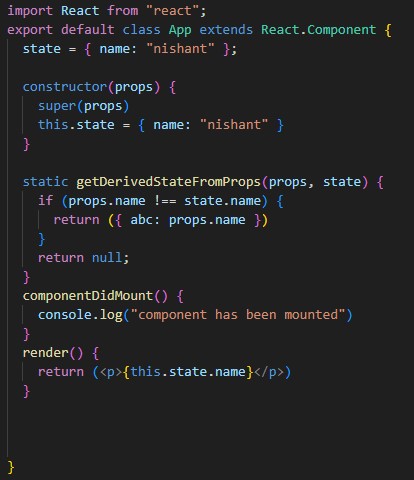 import React from "react";
export default class App extends React.Component {
  state = { name: "nishant" };
  constructor(props) {
    super(props)
    this.state = { name: "nishant" }
  }
  static getDerivedStateFromProps(props, state) {
    if (props.name !== state.name) {
      return ({ abc: props.name })
    }
    return null;
  }
  componentDidMount() {
    console.log("component has been mounted")
  }
  render() {
    return (<p>{this.state.name}</p>)
  }
}